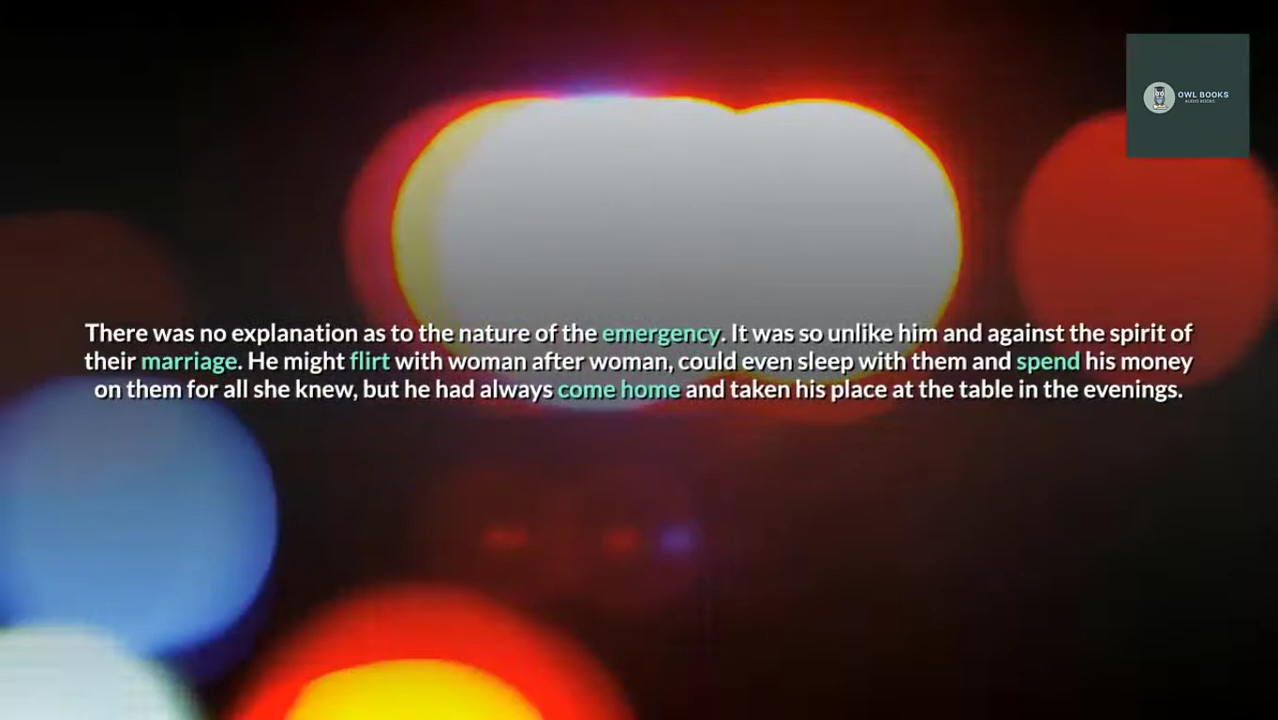 OWL BOOKS
AUDIO BOOKS
There was no explanation as to the nature of the emergency. It was so unlike him and against the spirit of
their marriage. He might flirt with woman after woman, could even sleep with them and spend his money
on them for all she knew, but he had always come home and taken his place at the table in the evenings.